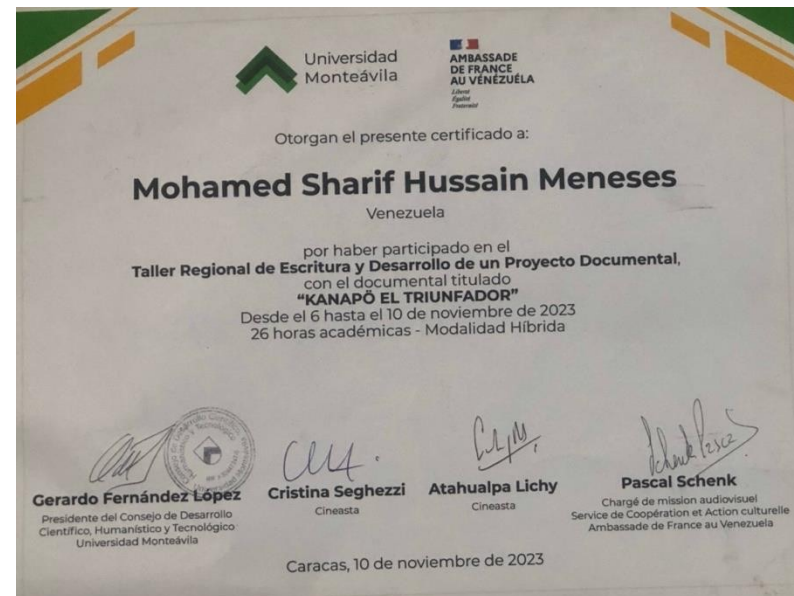 Universidad
Monteávila
AMBASSADE
DE FRANCE
AU VÉNÉZUÉLA
Liberté
Égalité
Fraternité
Otorgan el presente certificado a:
Mohamed Sharif Hussain Meneses
Venezuela
por haber participado en el
Taller Regional de Escritura y Desarrollo de un Proyecto Documental,
con el documental titulado
“KANAPÖ EL TRIUNFADOR”
Desde el 6 hasta el 10 de noviembre de 2023
26 horas académicas - Modalidad Híbrida
Gerardo Fernández López
Presidente del Consejo de Desarrollo
Científico, Humanístico y Tecnológico
Universidad Monteávila
Cristina Seghezzi
Cineasta
Atahualpa Lichy
Cineasta
Pascal Schenk
Chargé de mission audiovisuel
Service de Coopération et Action culturelle
Ambassade de France au Venezuela
Caracas, 10 de noviembre de 2023